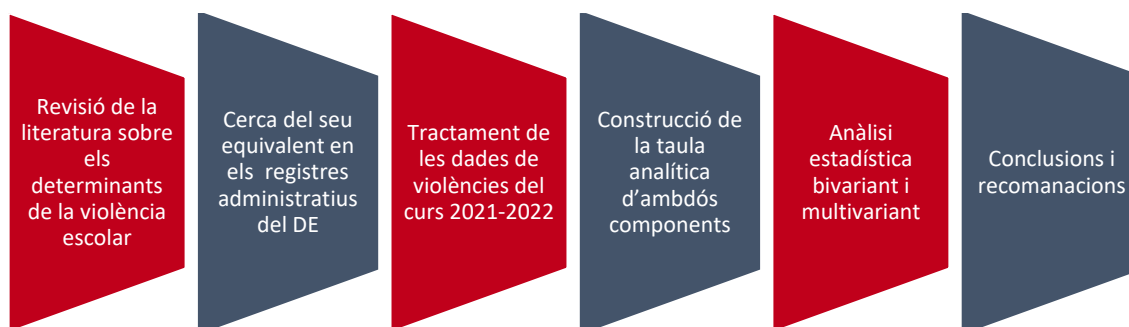 Revisió de la
literatura sobre
els
determinants
de la violència
escolar
Cerca del seu
equivalent en
els registres
administratius
del DE
Tractament de
les dades de
violències del
curs 2021-2022
Construcció de
la taula
analítica
d’ambdós
components
Anàlisi
estadística
bivariant i
multivariant
Conclusions i
recomanacions